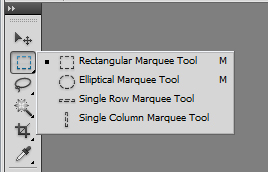 Rectangular Marquee Tool M
Elliptical Marquee Tool M
Single Row Marquee Tool
Single Column Marquee Tool